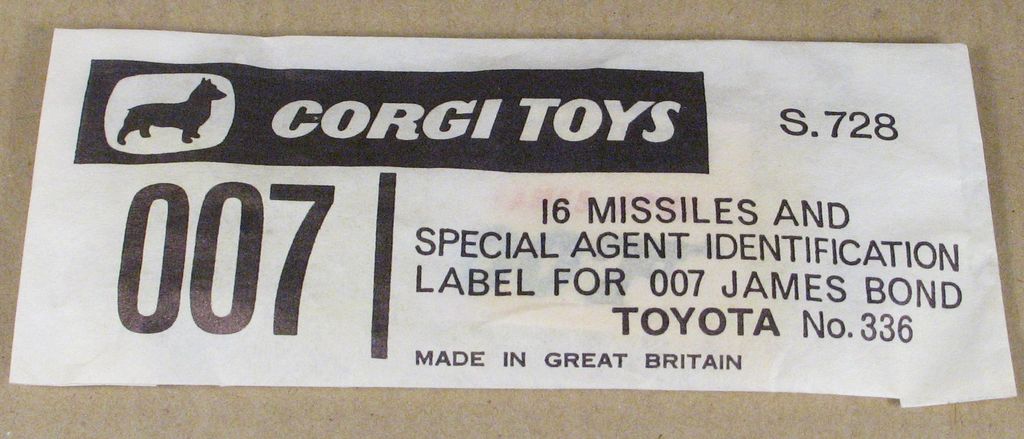 CORGI TOYS
S.728
007
16 MISSILES AND
SPECIAL AGENT IDENTIFICATION
LABEL FOR 007 JAMES BOND
TOYOTA No. 336
MADE IN GREAT BRITAIN